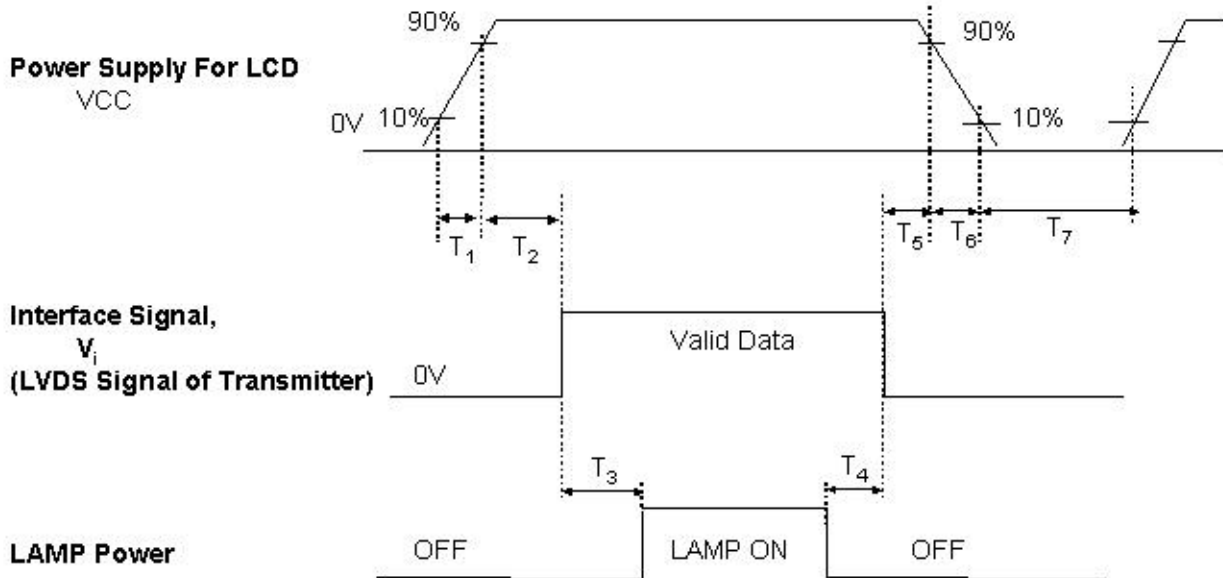 90% 90%
Power Supply For LCD
VCC
0V 10% 10%
T1 T2 T5 T6 T7
Interface Signal,
Vi
(LVDS Signal of Transmitter)
0V
Valid Data
T3 T4
LAMP Power OFF LAMP ON OFF